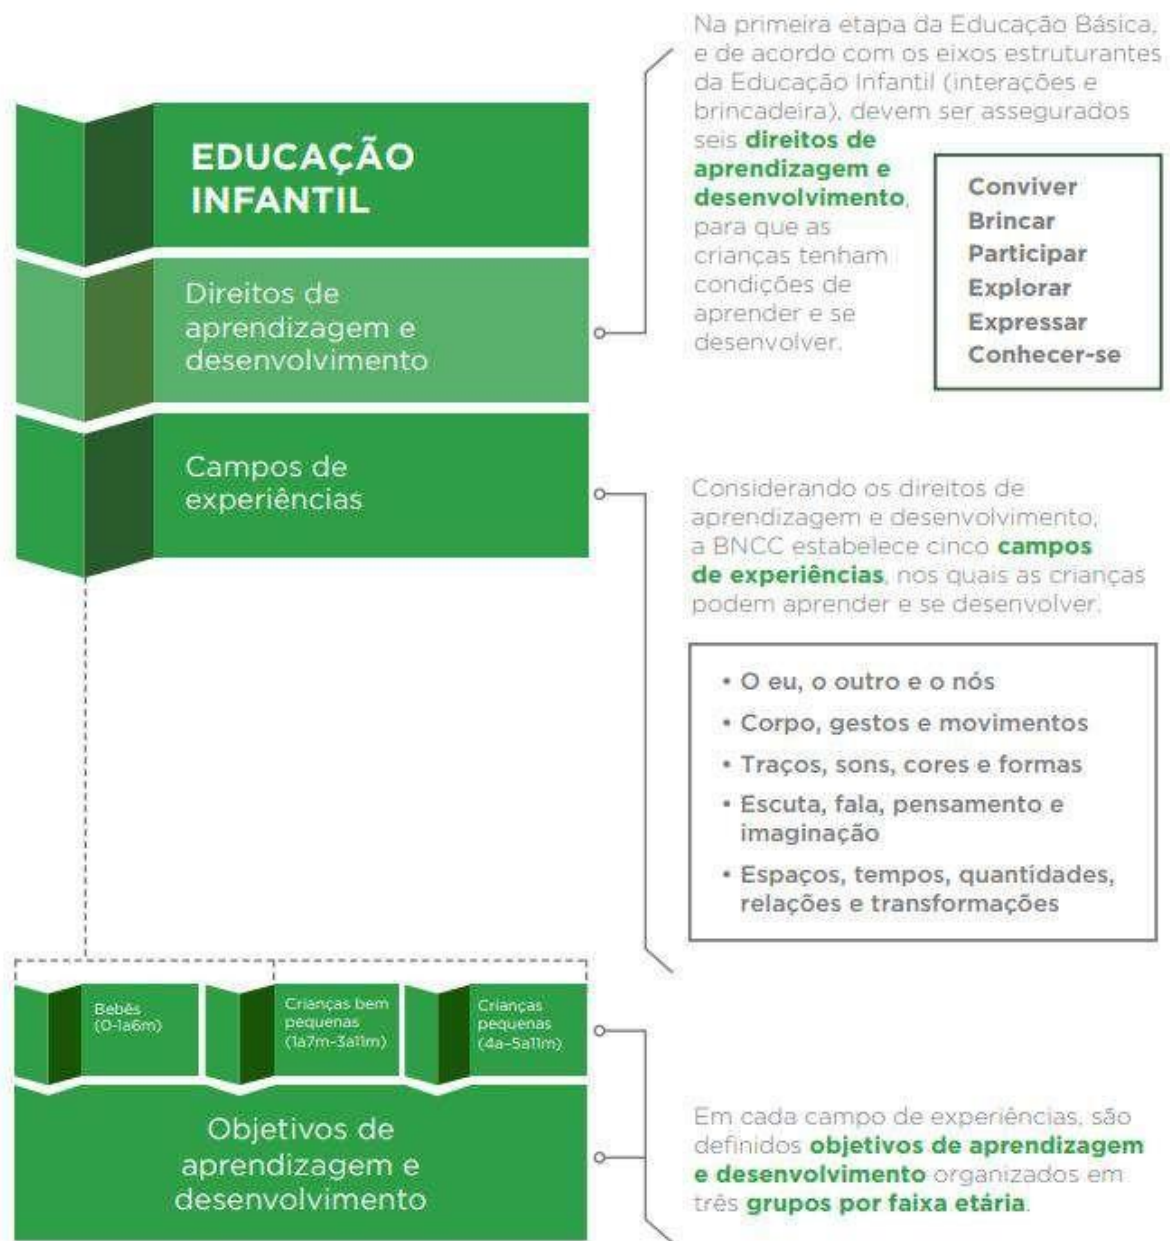 EDUCAÇÃO
INFANTIL
Direitos de
aprendizagem e
desenvolvimento
Na primeira etapa da Educação Básica,
e de acordo com os eixos estruturantes
da Educação Infantil (interações e
brincadeira), devem ser assegurados
seis direitos de
aprendizagem e
desenvolvimento,
para que as
crianças tenham
condições de
aprender e se
desenvolver.
Conviver
Brincar
Participar
Explorar
Expressar
Conhecer-se
Campos de
experiências
Considerando os direitos de
aprendizagem e desenvolvimento,
a BNCC estabelece cinco campos
de experiências, nos quais as crianças
podem aprender e se desenvolver.
• O eu, o outro e o nós
• Corpo, gestos e movimentos
• Traços, sons, cores e formas
• Escuta, fala, pensamento e
imaginação
• Espaços, tempos, quantidades,
relações e transformações
Bebês
(0-1a6m)
Crianças bem
pequenas
(1a7m-3a11m)
Crianças
pequenas
(4a-5a11m)
Objetivos de
aprendizagem e
desenvolvimento
Em cada campo de experiências, são
definidos objetivos de aprendizagem
e desenvolvimento organizados em
três grupos por faixa etária.